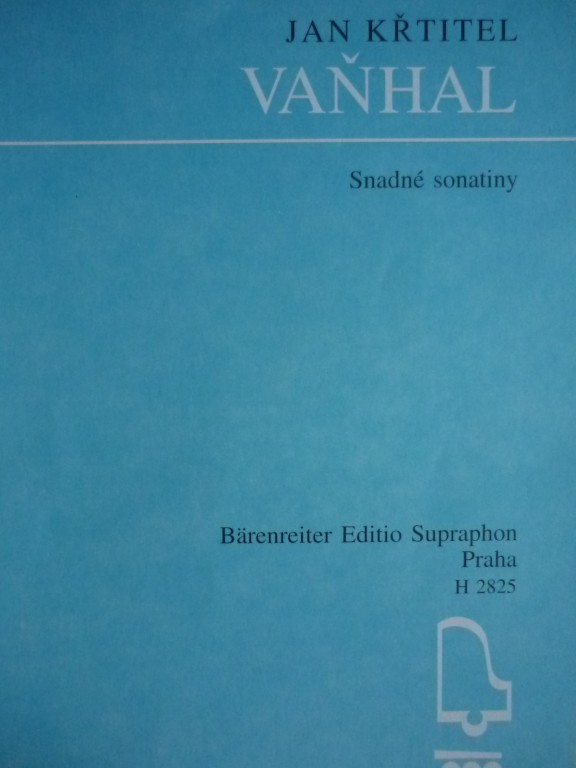 JAN KŘTITEL
VAŇHAL
Snadné sonatiny
Bärenreiter Editio Supraphon
Praha
H 2825